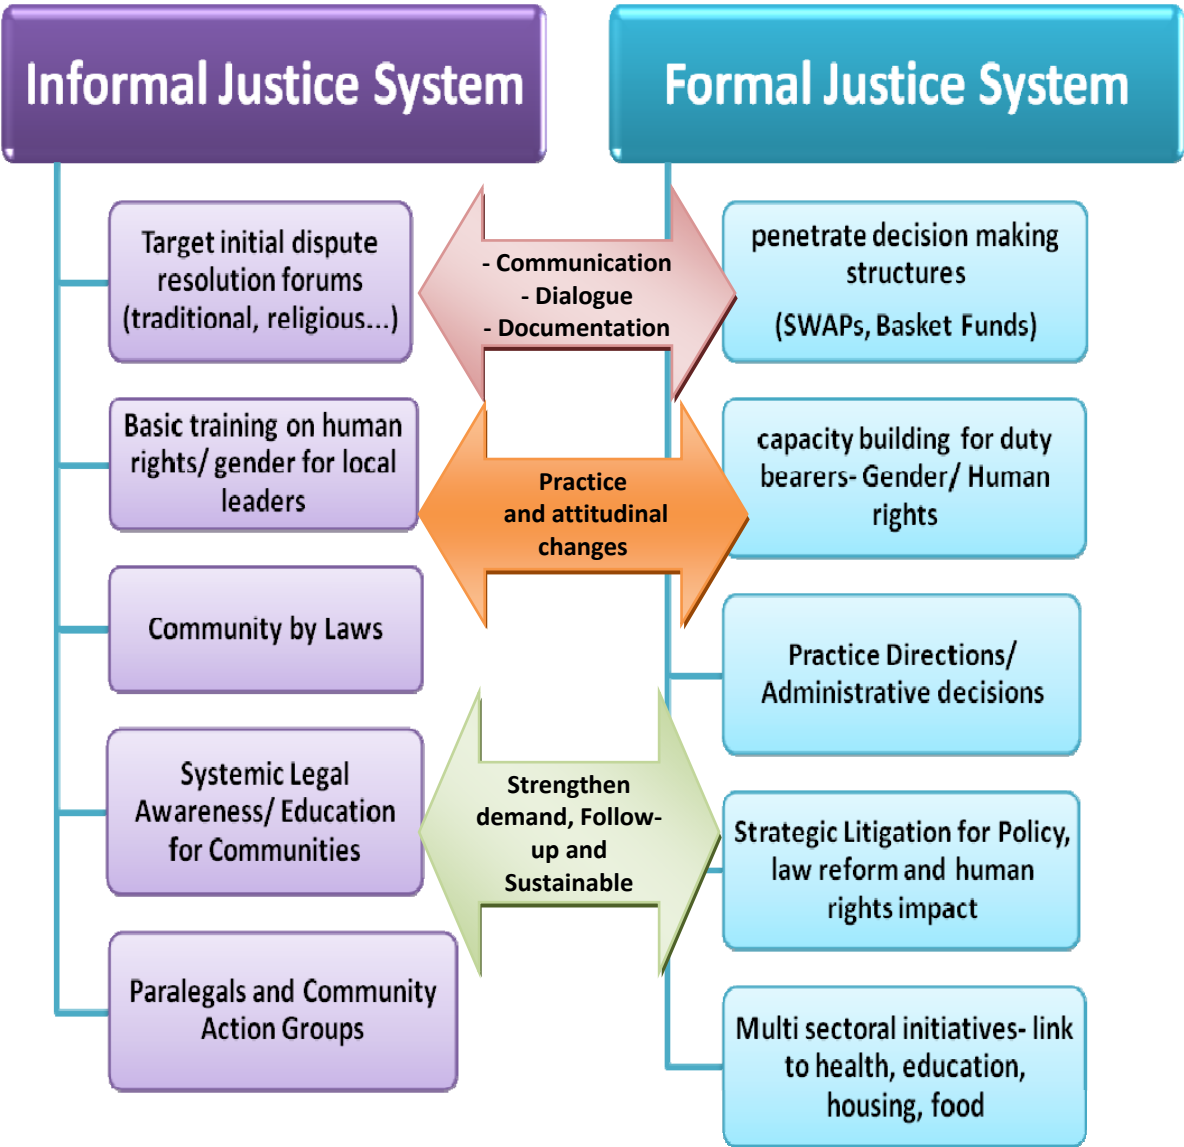 Informal Justice System
Target initial dispute
resolution forums
(traditional, religious...)
Basic training on human
rights/ gender for local
leaders
Community by Laws
Systemic Legal
Awareness/ Education
for Communities
Paralegals and Community
Action Groups
- Communication
- Dialogue
- Documentation
Practice
and attitudinal
changes
Strengthen
demand, Follow-
up and
Sustainable
Formal Justice System
penetrate decision making
structures
(SWAPs, Basket Funds)
capacity building for duty
bearers- Gender/ Human
rights
Practice Directions/
Administrative decisions
Strategic Litigation for Policy,
law reform and human
rights impact
Multi sectoral initiatives- link
to health, education,
housing, food